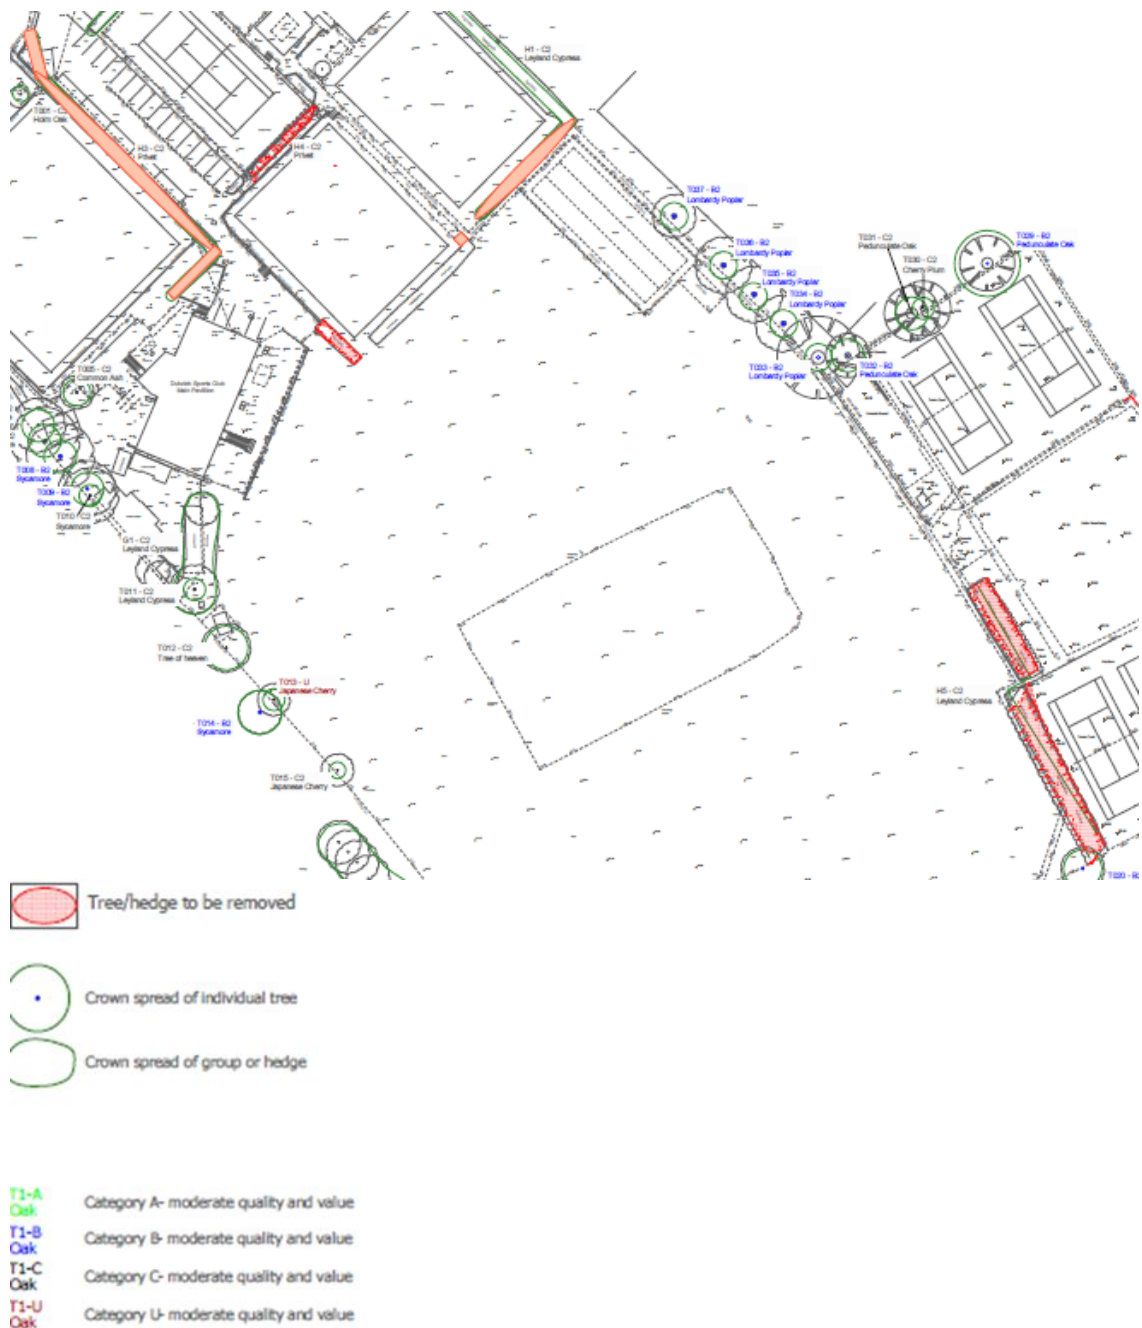 H1 - C2
Leyland Cypress
T001 - C2
Holm Oak
H3 - C2
Privet
H4 - C2
Privet
T037 - B2
Lombardy Poplar
T036 - B2
Lombardy Poplar
T035 - B2
Lombardy Poplar
T034 - B2
Lombardy Poplar
T033 - B2
Lombardy Poplar
T032 - B2
Pedunculate Oak
T031 - C2
Pedunculate Oak
T030 - C2
Cherry Plum
T029 - B2
Pedunculate Oak
T005 - C2
Common Ash
Dulwich Sports Club
Main Pavilion
T008 - B2
Sycamore
T009 - B2
Sycamore
T010 - C2
Sycamore
G1 - C2
Leyland Cypress
T011 - C2
Leyland Cypress
T012 - C2
Tree of heaven
T013 - U
Japanese Cherry
T014 - B2
Sycamore
T015 - C2
Japanese Cherry
H5 - C2
Leyland Cypress
T020 - B2
Tree/hedge to be removed
Crown spread of individual tree
Crown spread of group or hedge
T1-A
Oak
Category A- moderate quality and value
T1-B
Oak
Category B- moderate quality and value
T1-C
Oak
Category C- moderate quality and value
T1-U
Oak
Category U- moderate quality and value